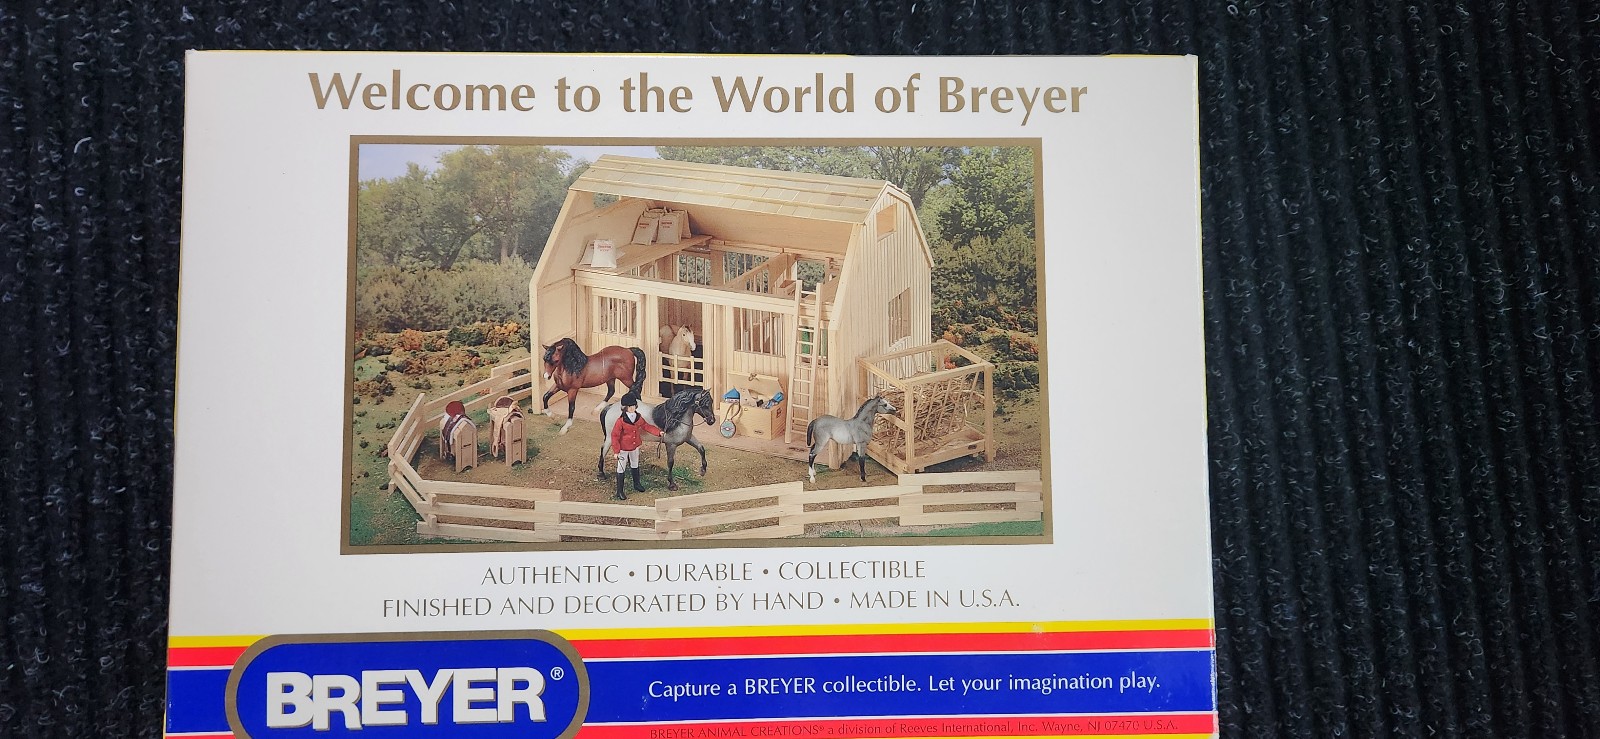 Welcome to the World of Breyer
AUTHENTIC • DURABLE • COLLECTIBLE
FINISHED AND DECORATED BY HAND • MADE IN U.S.A.
BREYER®
Capture a BREYER collectible. Let your imagination play.
BREYER ANIMAL CREATIONS® a division of Reeves International, Inc. Wayne, NJ 07470 U.S.A.